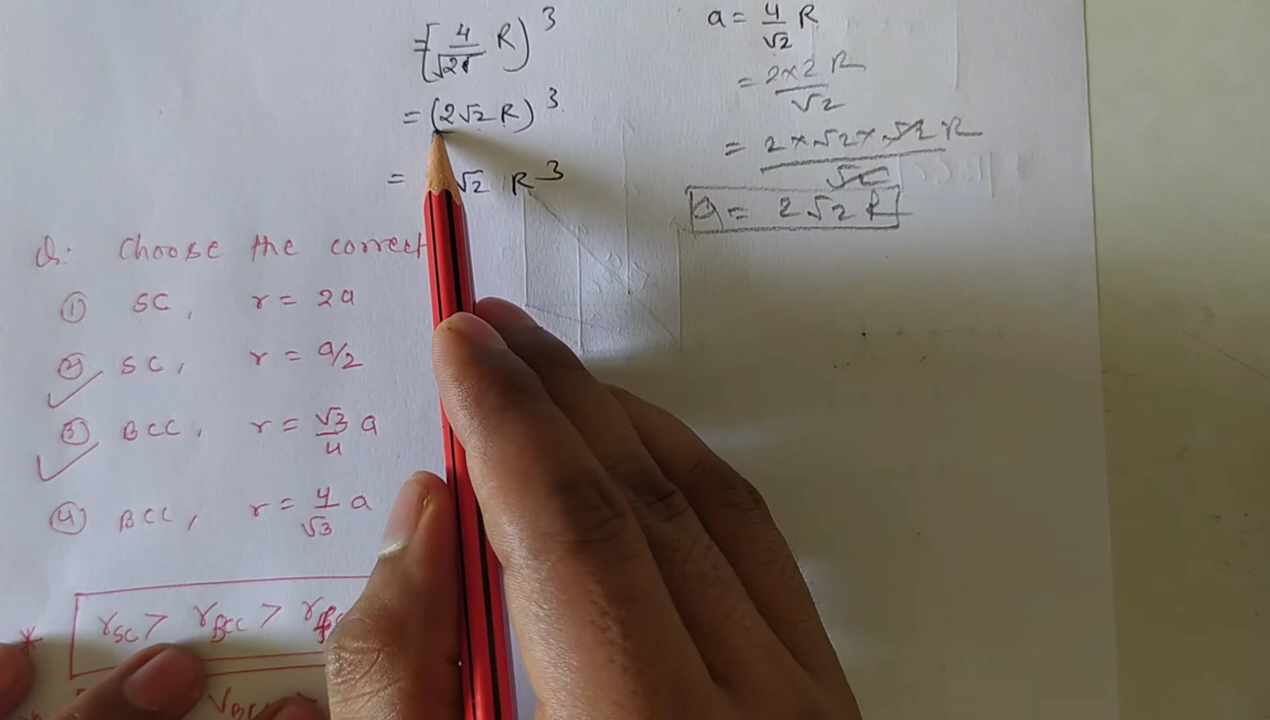 = (4/√2 R)³
= (2√2 R)³
= √2 R³
a = 4/√2 R
= 2×2 R/√2
= 2×√2×√2 R/√2
a = 2√2 R
Q: Choose the correct
① SC, r = 2a
② SC, r = a/2
③ BCC, r = √3/4 a
④ BCC, r = 4/√3 a
* r_SC > r_BCC >